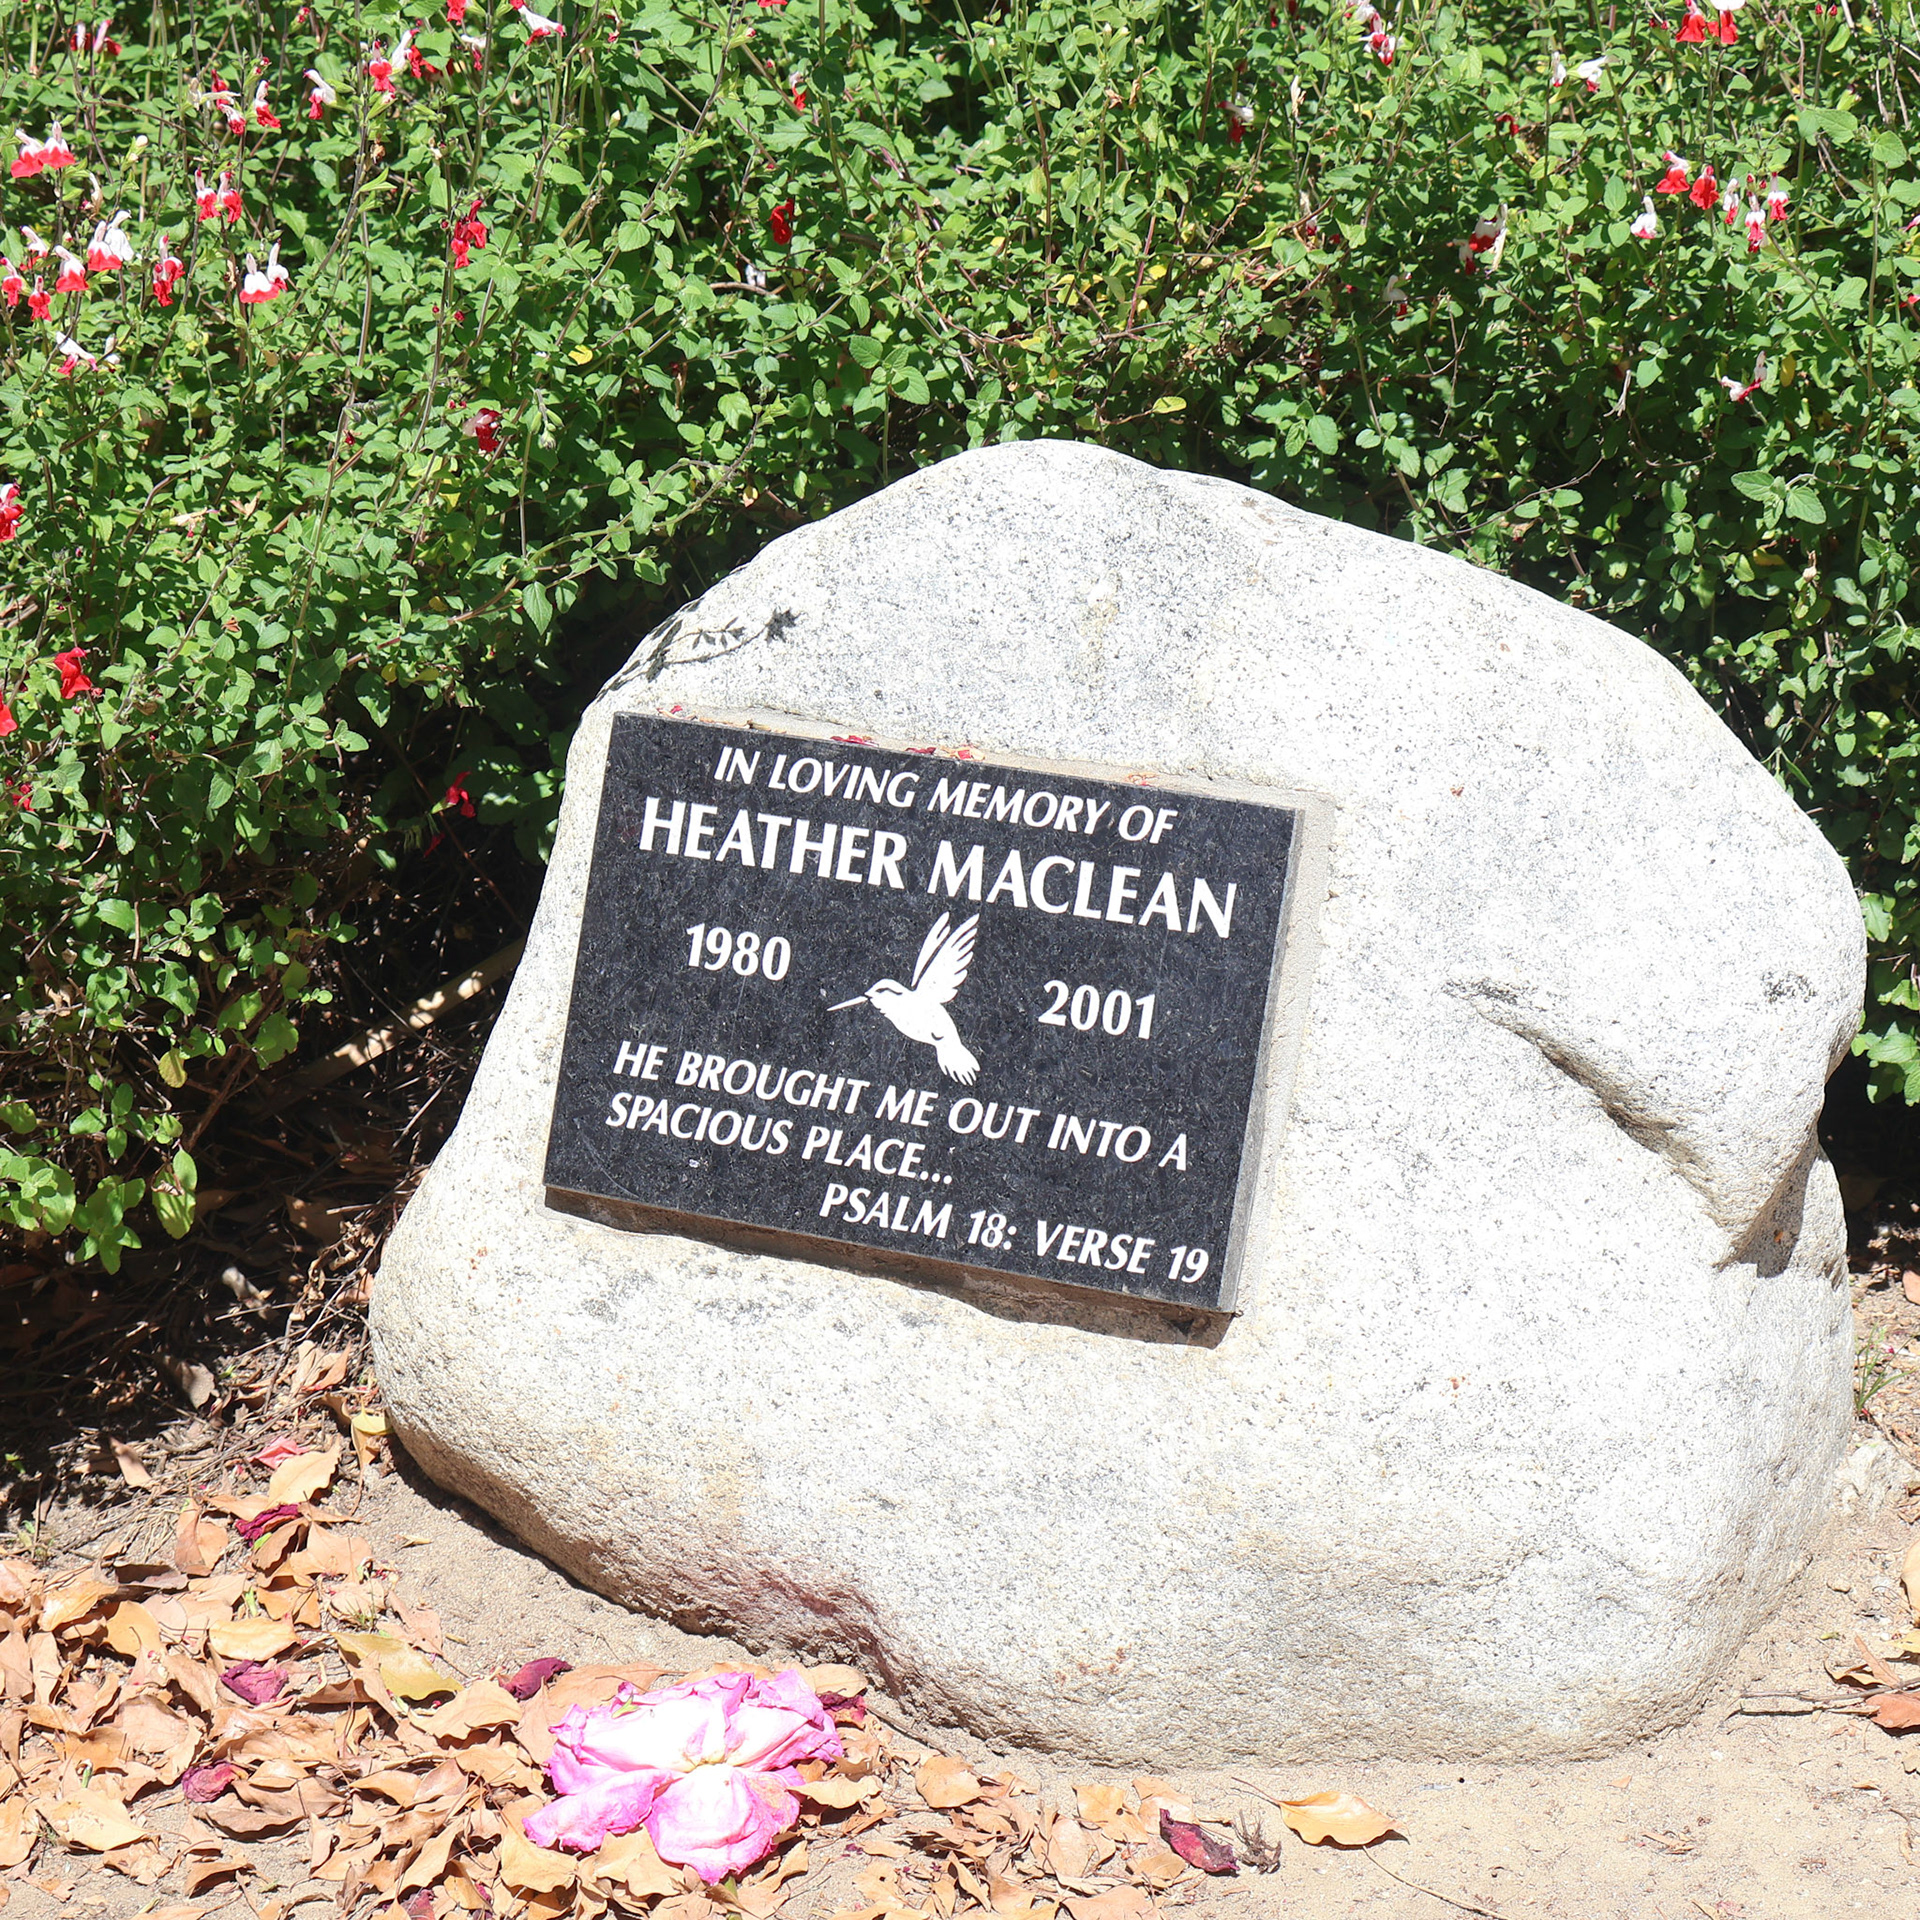 IN LOVING MEMORY OF
HEATHER MACLEAN
1980
2001
HE BROUGHT ME OUT INTO A
SPACIOUS PLACE...
PSALM 18: VERSE 19